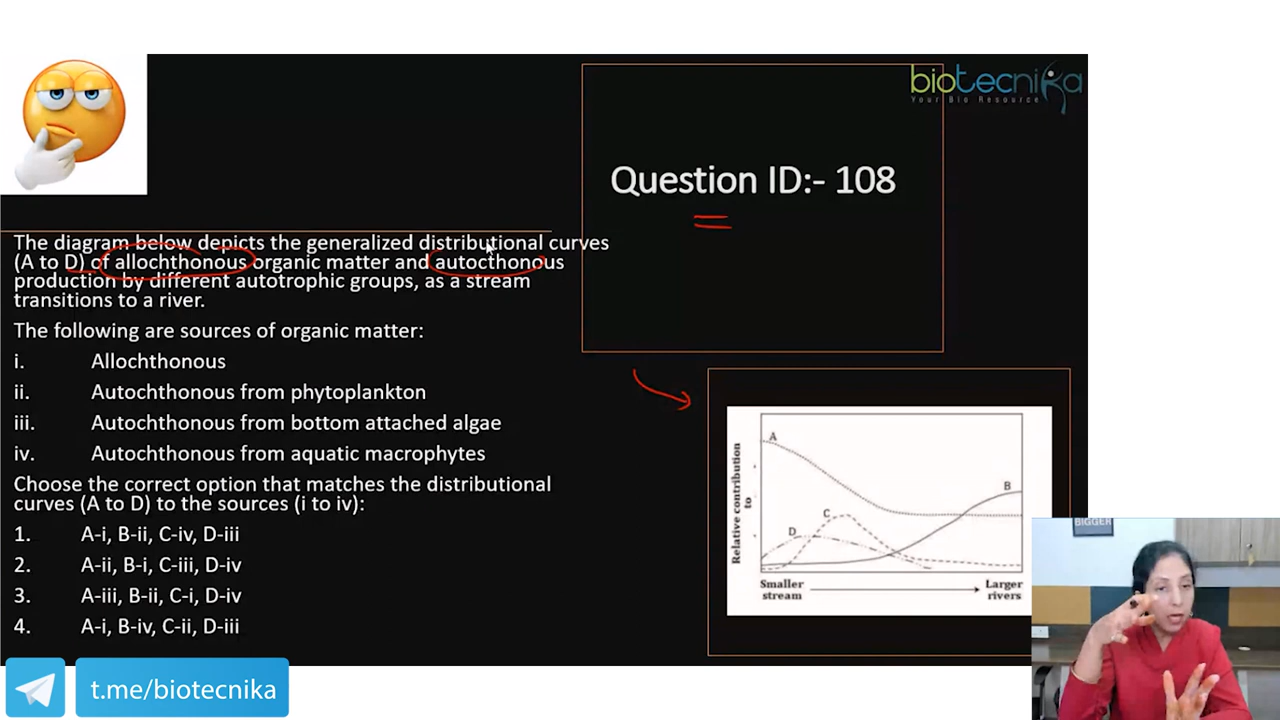 biotecnika
Your Bio Resource
Question ID:- 108
The diagram below depicts the generalized distributional curves
(A to D) of allochthonous organic matter and autocthonous
production by different autotrophic groups, as a stream
transitions to a river.
The following are sources of organic matter:
i. Allochthonous
ii. Autochthonous from phytoplankton
iii. Autochthonous from bottom attached algae
iv. Autochthonous from aquatic macrophytes
Choose the correct option that matches the distributional
curves (A to D) to the sources (i to iv):
1. A-i, B-ii, C-iv, D-iii
2. A-ii, B-i, C-iii, D-iv
3. A-iii, B-ii, C-i, D-iv
4. A-i, B-iv, C-ii, D-iii
Relative contribution
to
A
B
C
D
Smaller
stream
Larger
rivers
BIGGER
t.me/biotecnika